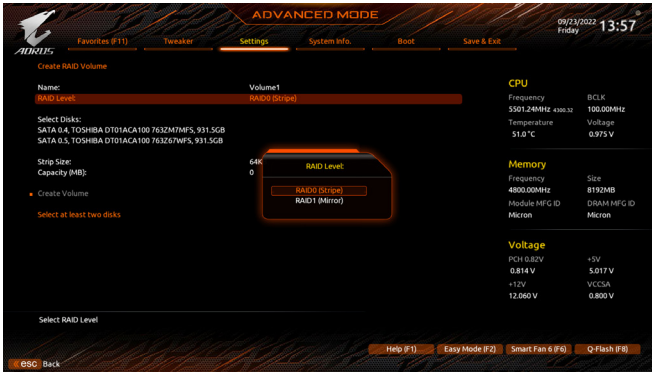 ADVANCED MODE
09/23/2022 Friday 13:57
AORUS
Favorites (F11) Tweaker Settings System Info. Boot Save & Exit
Create RAID Volume
Name: Volume1
RAID Level: RAID0 (Stripe)
Select Disks:
SATA 0.4, TOSHIBA DT01ACA100 763ZM7MFS, 931.5GB
SATA 0.5, TOSHIBA DT01ACA100 763Z67WFS, 931.5GB
Strip Size: 64K
Capacity (MB): 0
Create Volume
Select at least two disks
RAID Level:
RAID0 (Stripe)
RAID1 (Mirror)
CPU
Frequency BCLK
5501.24MHz 4300.32 100.00MHz
Temperature Voltage
51.0 °C 0.975 V
Memory
Frequency Size
4800.00MHz 8192MB
Module MFG ID DRAM MFG ID
Micron Micron
Voltage
PCH 0.82V +5V
0.814 V 5.017 V
+12V VCCSA
12.060 V 0.800 V
Select RAID Level
Help (F1) Easy Mode (F2) Smart Fan 6 (F6) Q-Flash (F8)
esc Back